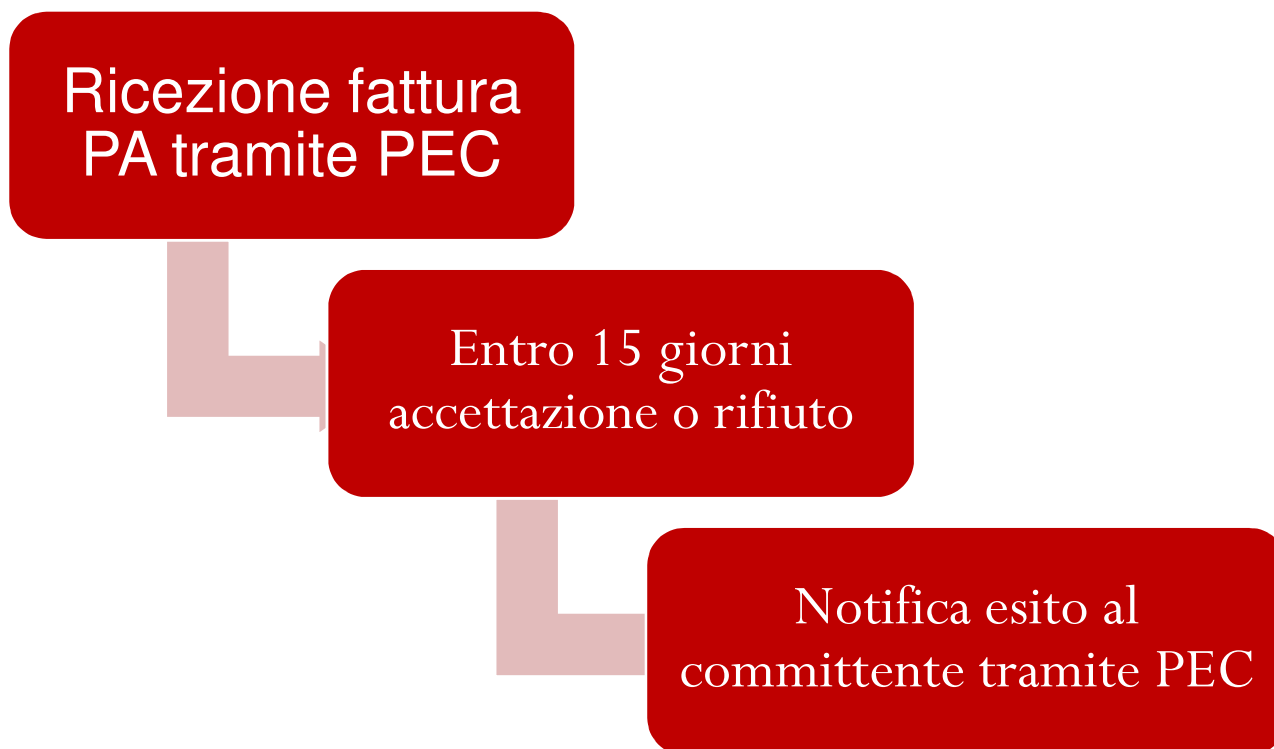 Ricezione fattura
PA tramite PEC
Entro 15 giorni
accettazione o rifiuto
Notifica esito al
committente tramite PEC